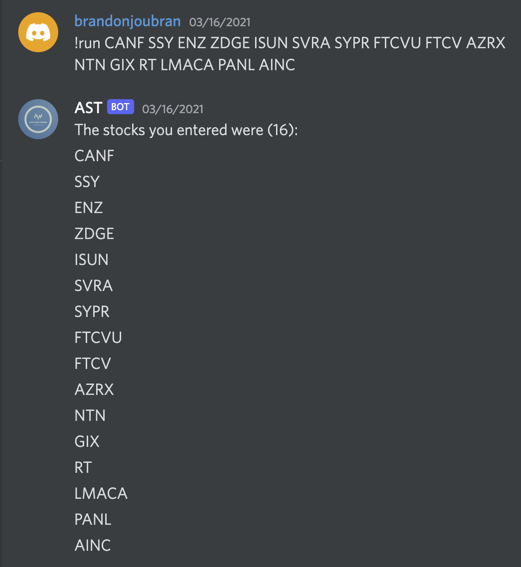 brandonjoubran 03/16/2021
!run CANF SSY ENZ ZDGE ISUN SVRA SYPR FTCVU FTCV AZRX
NTN GIX RT LMACA PANL AINC
AST BOT 03/16/2021
The stocks you entered were (16):
CANF
SSY
ENZ
ZDGE
ISUN
SVRA
SYPR
FTCVU
FTCV
AZRX
NTN
GIX
RT
LMACA
PANL
AINC